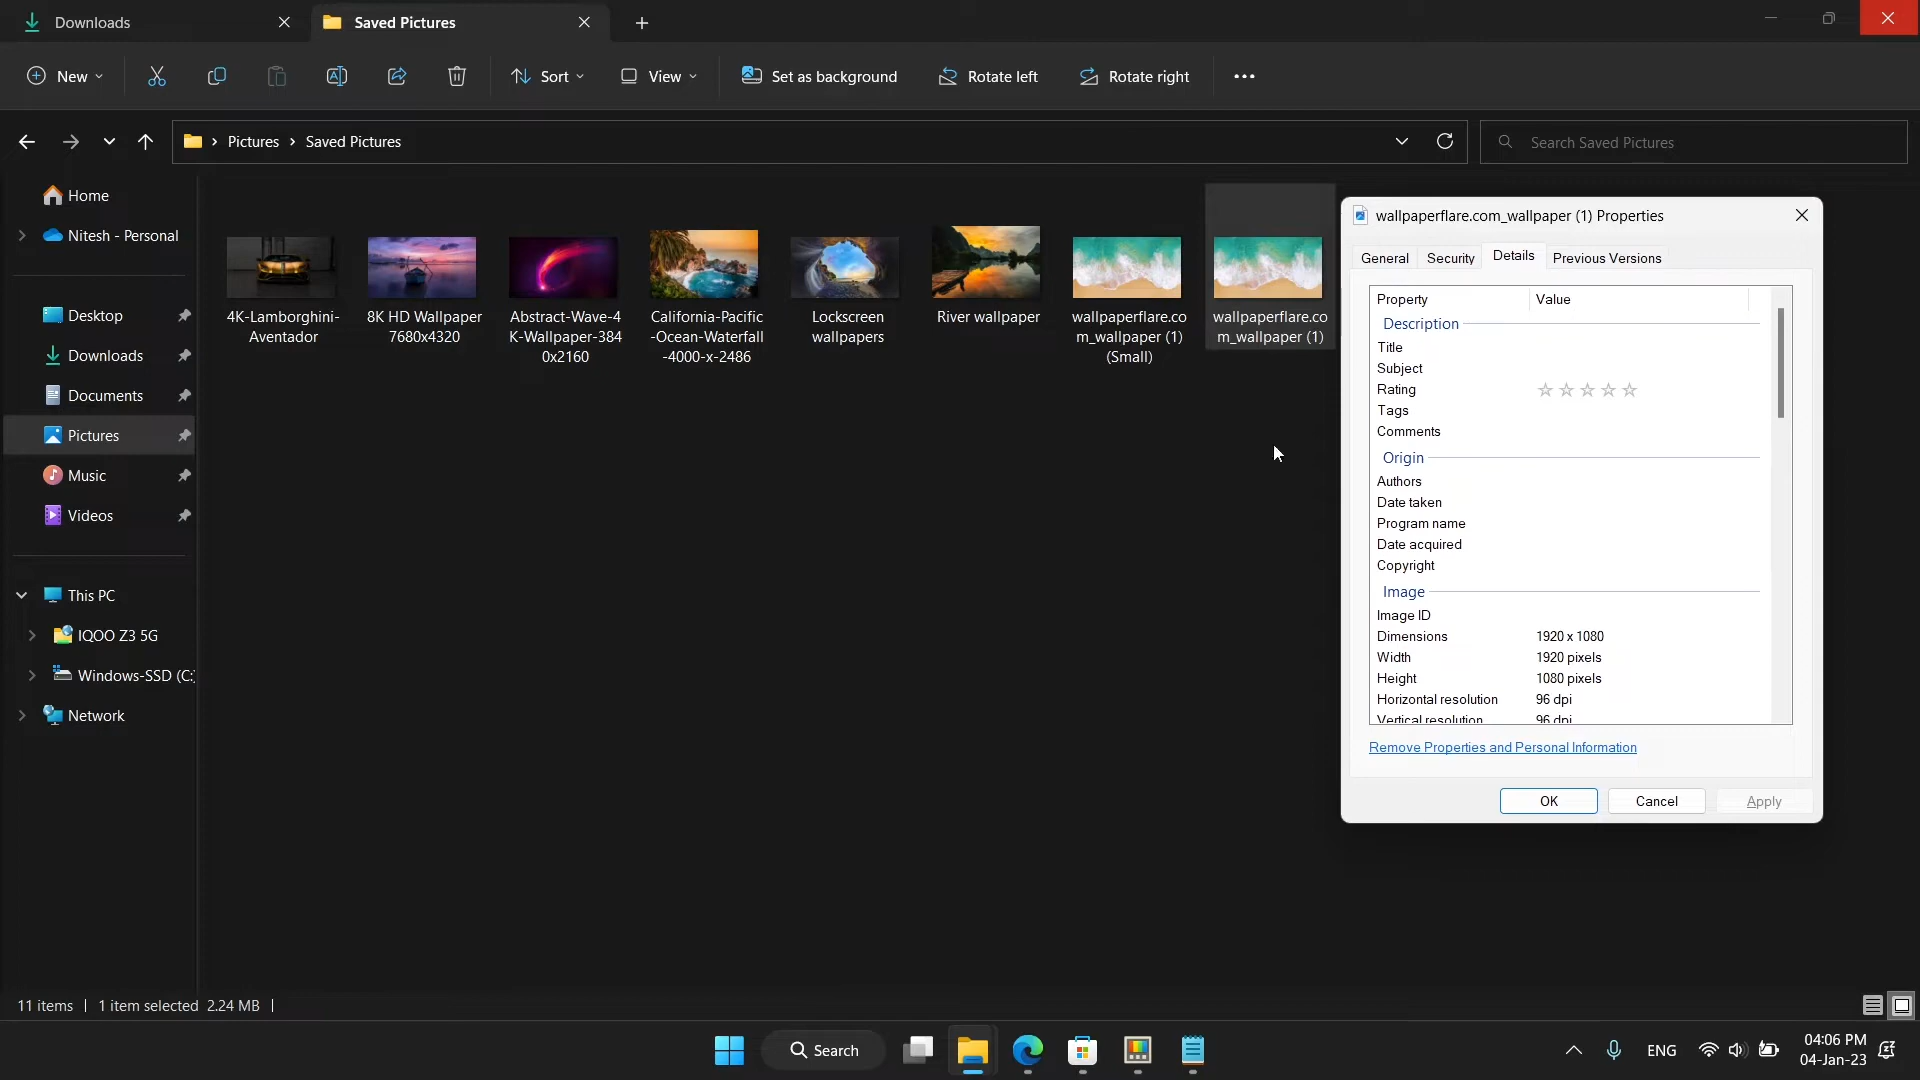 Downloads
Saved Pictures
New
Sort
View
Set as background
Rotate left
Rotate right
Pictures
Saved Pictures
Search Saved Pictures
Home
Nitesh - Personal
Desktop
Downloads
Documents
Pictures
Music
Videos
This PC
IQOO Z3 5G
Windows-SSD (C:)
Network
4K-Lamborghini-
Aventador
8K HD Wallpaper
7680x4320
Abstract-Wave-4
K-Wallpaper-384
0x2160
California-Pacific
-Ocean-Waterfall
-4000-x-2486
Lockscreen
wallpapers
River wallpaper
wallpaperflare.co
m_wallpaper (1)
(Small)
wallpaperflare.co
m_wallpaper (1)
wallpaperflare.com_wallpaper (1) Properties
General Security Details Previous Versions
Property Value
Description
Title
Subject
Rating
Tags
Comments
Origin
Authors
Date taken
Program name
Date acquired
Copyright
Image
Image ID
Dimensions 1920 x 1080
Width 1920 pixels
Height 1080 pixels
Horizontal resolution 96 dpi
Vertical resolution 96 dpi
Remove Properties and Personal Information
OK Cancel Apply
11 items | 1 item selected 2.24 MB |
Search
ENG
04:06 PM
04-Jan-23